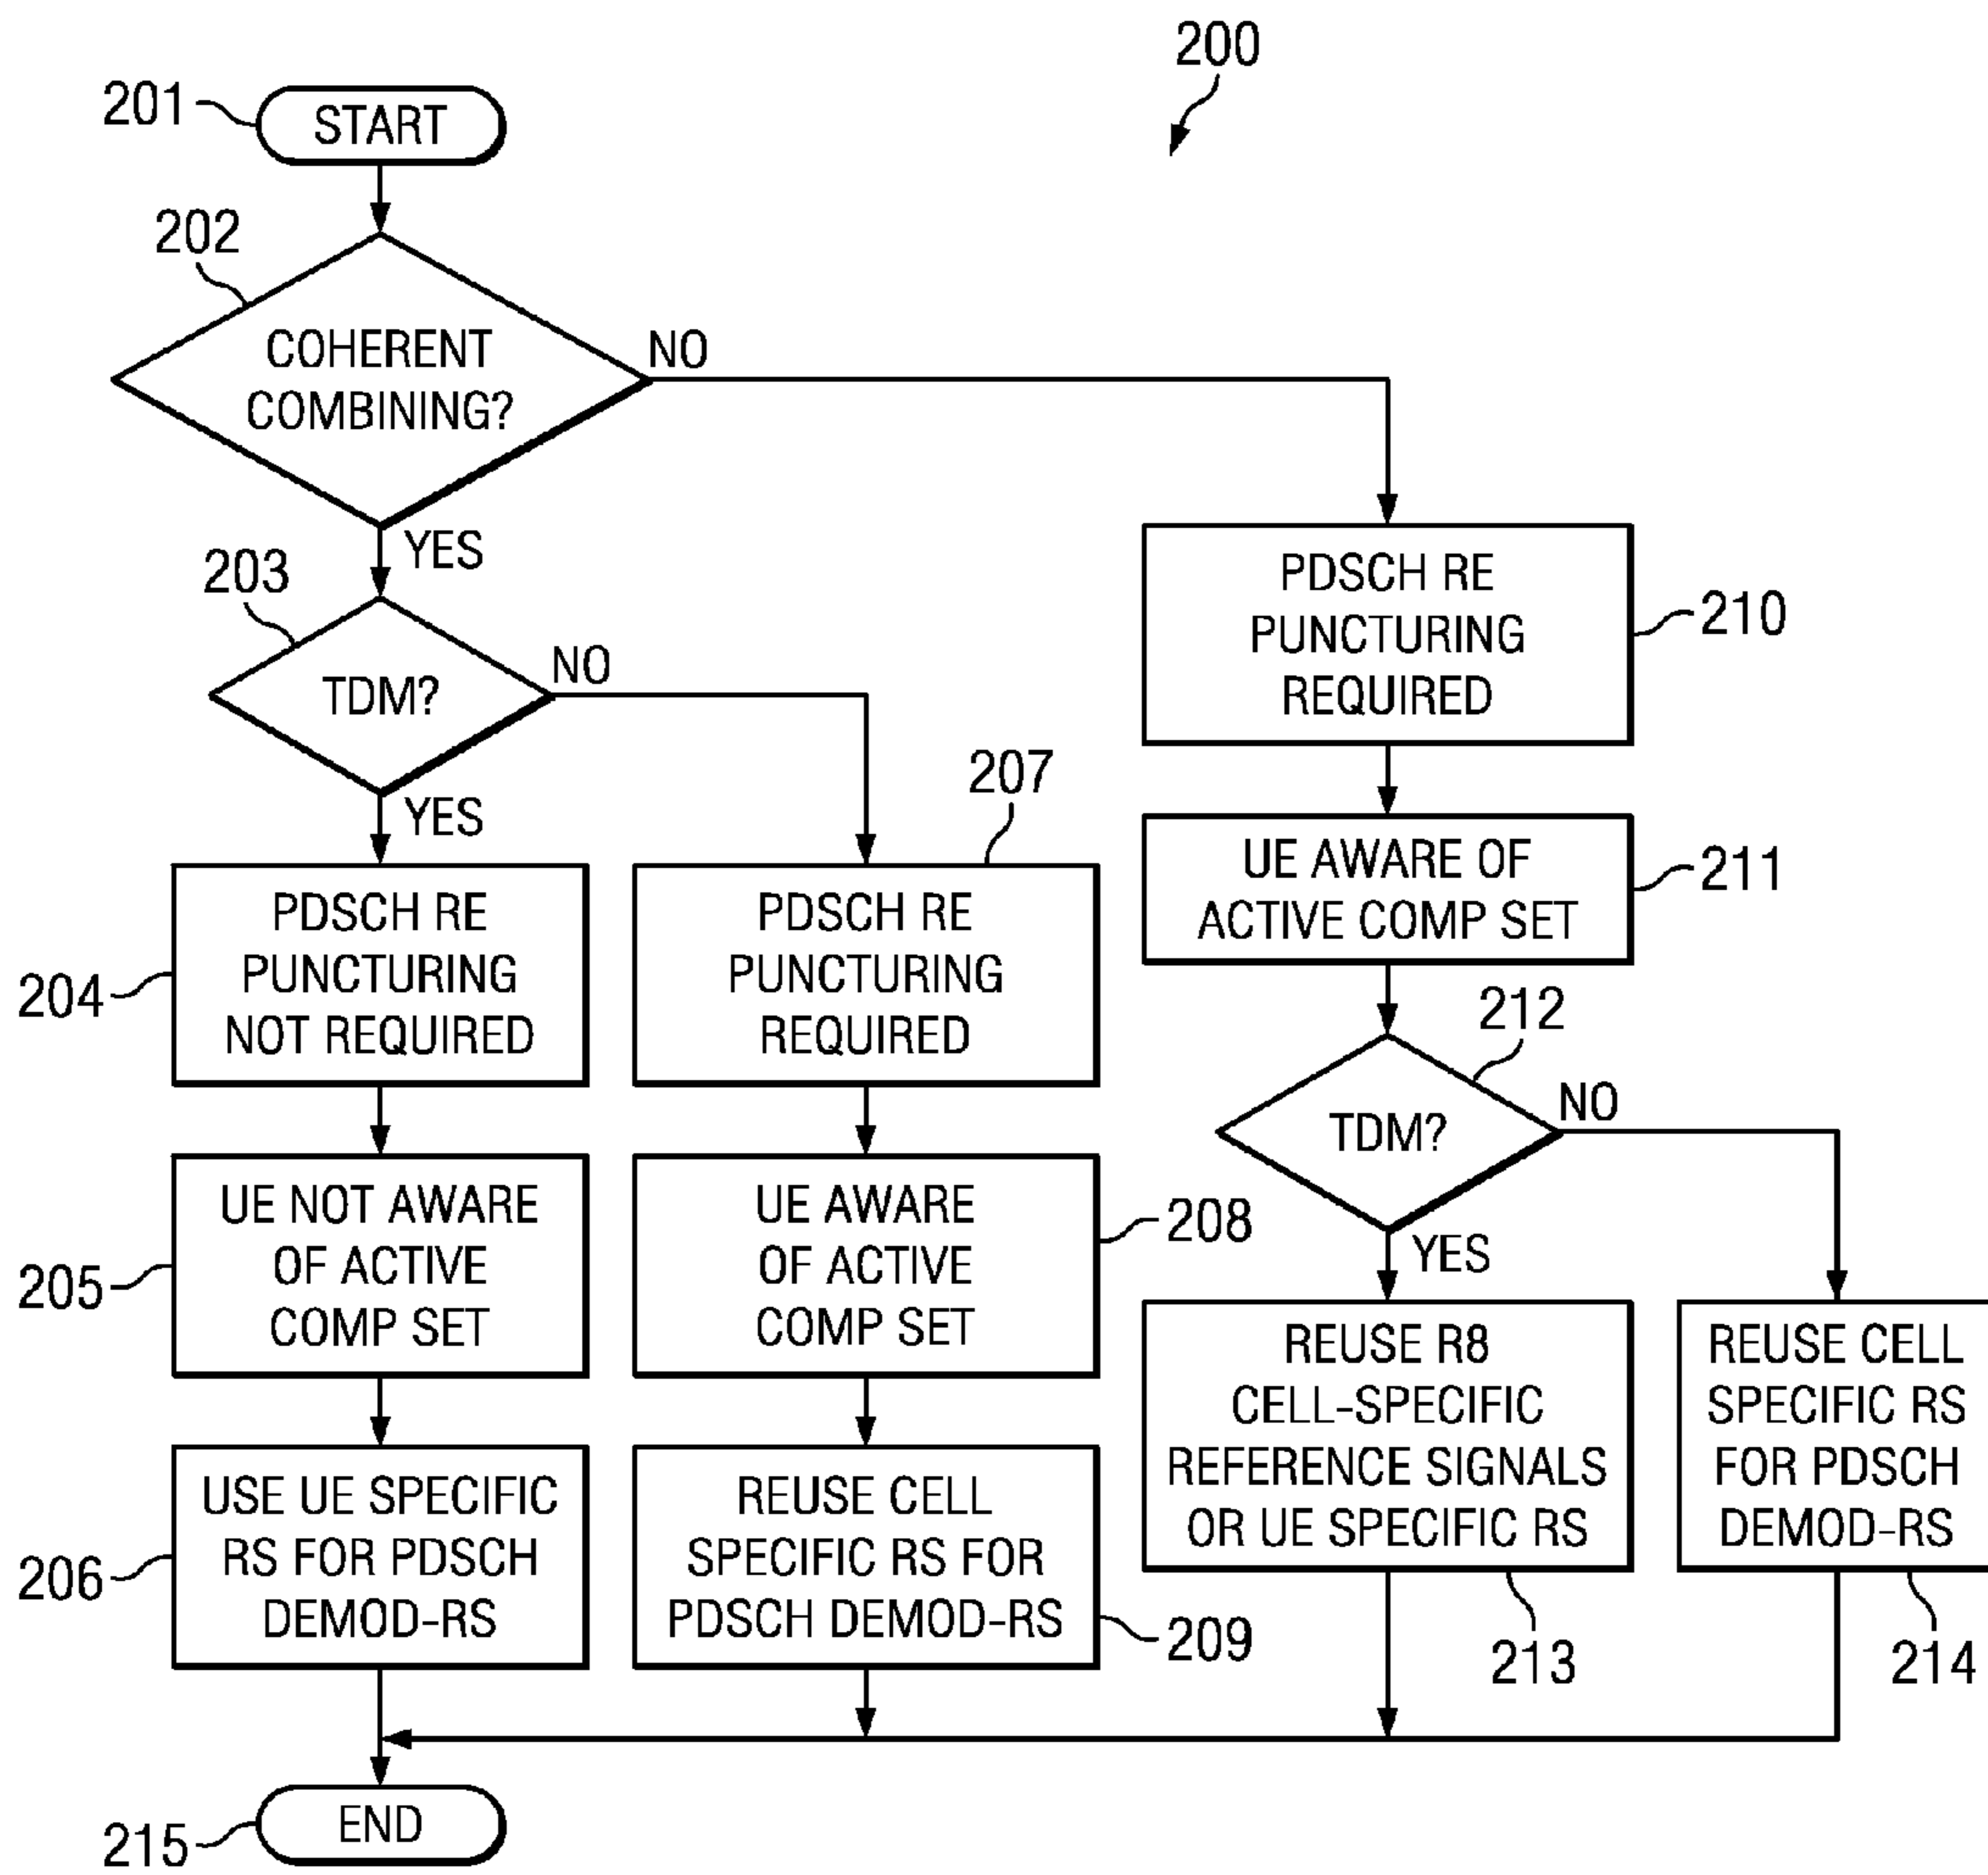 200
201
START
202
COHERENT
COMBINING?
NO
YES
203
TDM?
NO
YES
204
PDSCH RE
PUNCTURING
NOT REQUIRED
205
UE NOT AWARE
OF ACTIVE
COMP SET
206
USE UE SPECIFIC
RS FOR PDSCH
DEMOD-RS
207
PDSCH RE
PUNCTURING
REQUIRED
208
UE AWARE
OF ACTIVE
COMP SET
209
REUSE CELL
SPECIFIC RS FOR
PDSCH DEMOD-RS
210
PDSCH RE
PUNCTURING
REQUIRED
211
UE AWARE OF
ACTIVE COMP SET
212
TDM?
NO
YES
213
REUSE R8
CELL-SPECIFIC
REFERENCE SIGNALS
OR UE SPECIFIC RS
214
REUSE CELL
SPECIFIC RS
FOR PDSCH
DEMOD-RS
215
END